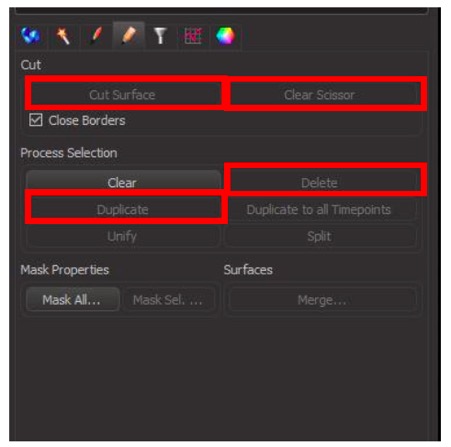 Cut
Cut Surface Clear Scissor
Close Borders
Process Selection
Clear Delete
Duplicate Duplicate to all Timepoints
Unify Split
Mask Properties Surfaces
Mask All... Mask Sel. ... Merge...